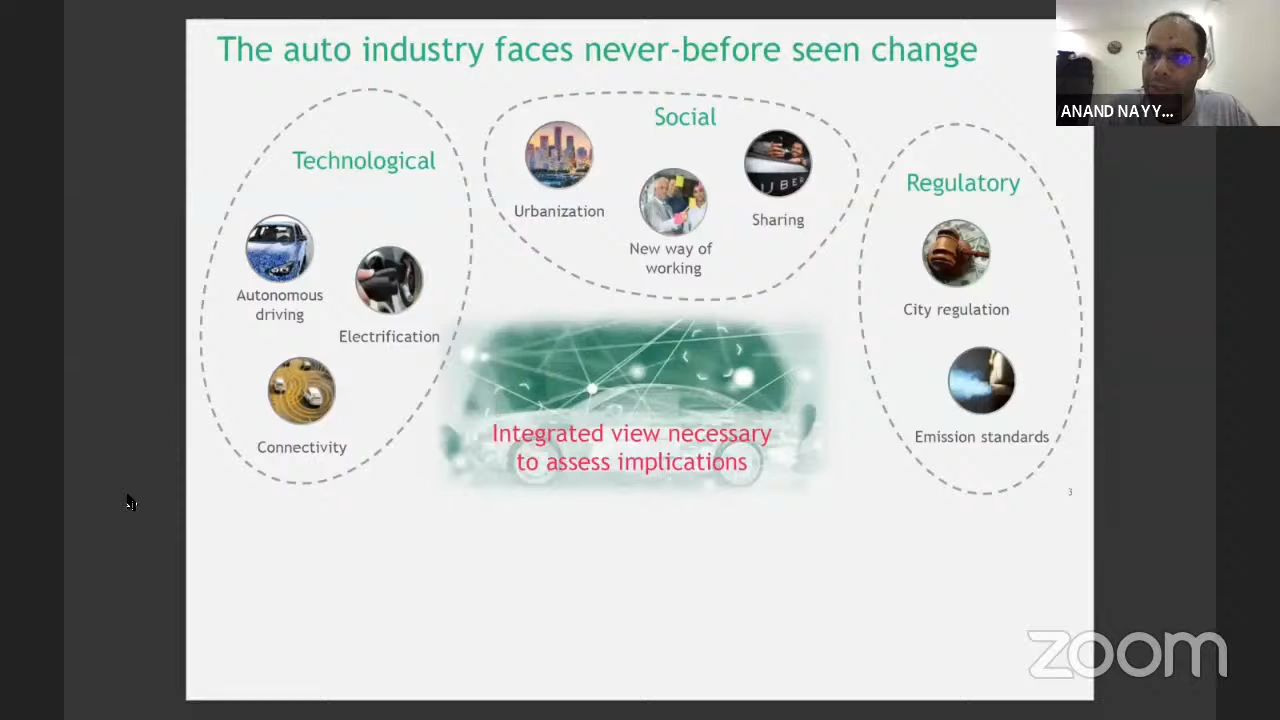 The auto industry faces never-before seen change
ANAND NAYY...
Technological
Autonomous
driving
Electrification
Connectivity
Social
Urbanization
New way of
working
UBER
Sharing
Regulatory
City regulation
Emission standards
Integrated view necessary
to assess implications
3
zoom